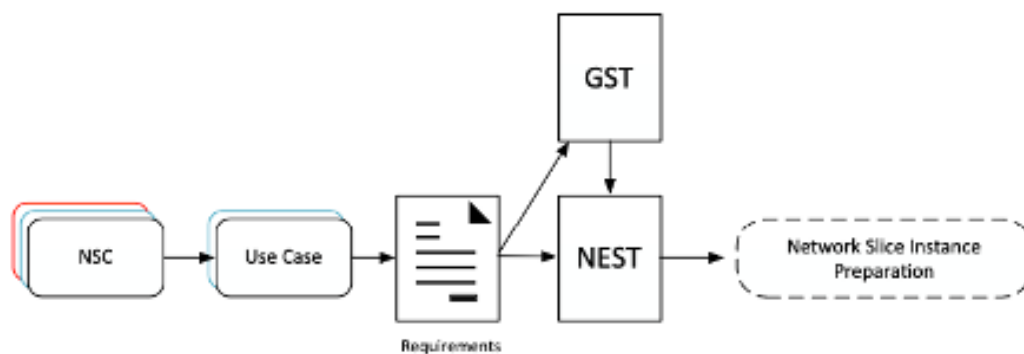 GST
NSC
Use Case
Requirements
NEST
Network Slice Instance
Preparation